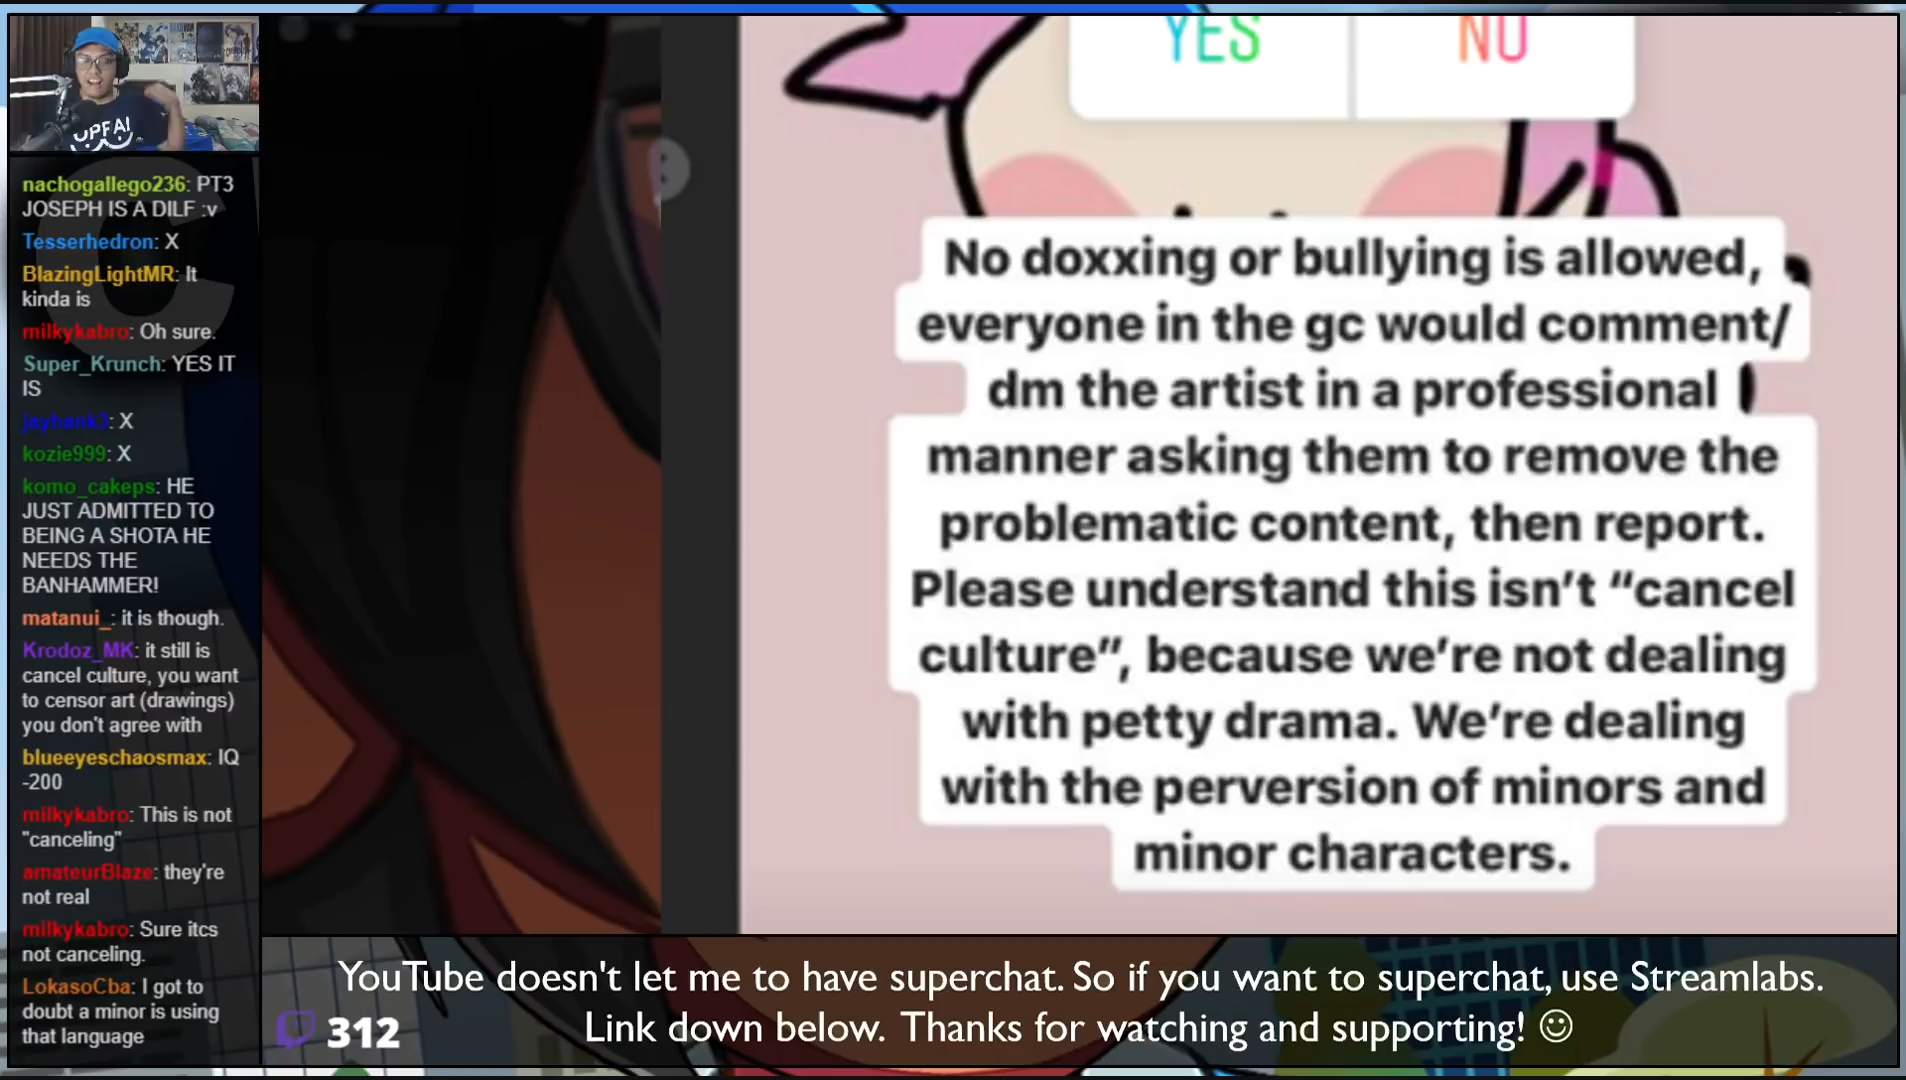 UPFAI
nachogallego236: PT3
JOSEPH IS A DILF :v
Tesserhedron: X
BlazingLightMR: It
kinda is
milkykabro: Oh sure.
Super_Krunch: YES IT
IS
jayhank3: X
kozie999: X
komo_cakeps: HE
JUST ADMITTED TO
BEING A SHOTA HE
NEEDS THE
BANHAMMER!
matanui_: it is though.
Krodoz_MK: it still is
cancel culture, you want
to censor art (drawings)
you don't agree with
blueeyeschaosmax: IQ
-200
milkykabro: This is not
"canceling"
amateurBlaze: they're
not real
milkykabro: Sure itcs
not canceling.
LokasoCba: I got to
doubt a minor is using
that language
YES NO
No doxxing or bullying is allowed,
everyone in the gc would comment/
dm the artist in a professional
manner asking them to remove the
problematic content, then report.
Please understand this isn't “cancel
culture”, because we're not dealing
with petty drama. We're dealing
with the perversion of minors and
minor characters.
YouTube doesn't let me to have superchat. So if you want to superchat, use Streamlabs.
Link down below. Thanks for watching and supporting! ☺
312